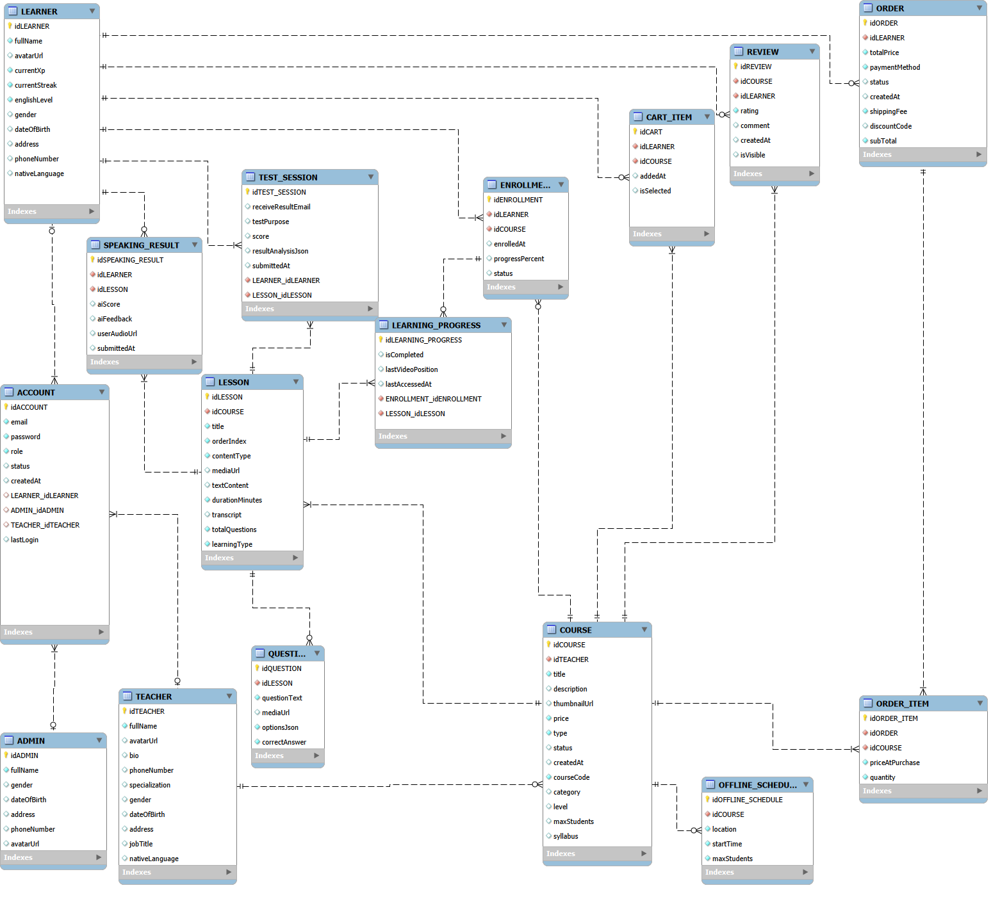 LEARNER
idLEARNER
fullName
avatarUrl
currentXp
currentStreak
englishLevel
gender
dateOfBirth
address
phoneNumber
nativeLanguage
Indexes
ORDER
idORDER
idLEARNER
totalPrice
paymentMethod
status
createdAt
shippingFee
discountCode
subTotal
Indexes
REVIEW
idREVIEW
idCOURSE
idLEARNER
rating
comment
createdAt
isVisible
Indexes
CART_ITEM
idCART
idLEARNER
idCOURSE
addedAt
isSelected
Indexes
TEST_SESSION
idTEST_SESSION
receiveResultEmail
testPurpose
score
resultAnalysisJson
submittedAt
LEARNER_idLEARNER
LESSON_idLESSON
Indexes
ENROLLME...
idENROLLMENT
idLEARNER
idCOURSE
enrolledAt
progressPercent
status
Indexes
SPEAKING_RESULT
idSPEAKING_RESULT
idLEARNER
idLESSON
aiScore
aiFeedback
userAudioUrl
submittedAt
Indexes
LEARNING_PROGRESS
idLEARNING_PROGRESS
isCompleted
lastVideoPosition
lastAccessedAt
ENROLLMENT_idENROLLMENT
LESSON_idLESSON
Indexes
LESSON
idLESSON
idCOURSE
title
orderIndex
contentType
mediaUrl
textContent
durationMinutes
transcript
totalQuestions
learningType
Indexes
ACCOUNT
idACCOUNT
email
password
role
status
createdAt
LEARNER_idLEARNER
ADMIN_idADMIN
TEACHER_idTEACHER
lastLogin
Indexes
COURSE
idCOURSE
idTEACHER
title
description
thumbnailUrl
price
type
status
createdAt
courseCode
category
level
maxStudents
syllabus
Indexes
QUESTI...
idQUESTION
idLESSON
questionText
mediaUrl
optionsJson
correctAnswer
Indexes
TEACHER
idTEACHER
fullName
avatarUrl
bio
phoneNumber
specialization
gender
dateOfBirth
address
jobTitle
nativeLanguage
Indexes
ORDER_ITEM
idORDER_ITEM
idORDER
idCOURSE
priceAtPurchase
quantity
Indexes
ADMIN
idADMIN
fullName
gender
dateOfBirth
address
phoneNumber
avatarUrl
Indexes
OFFLINE_SCHEDU...
idOFFLINE_SCHEDULE
idCOURSE
location
startTime
maxStudents
Indexes